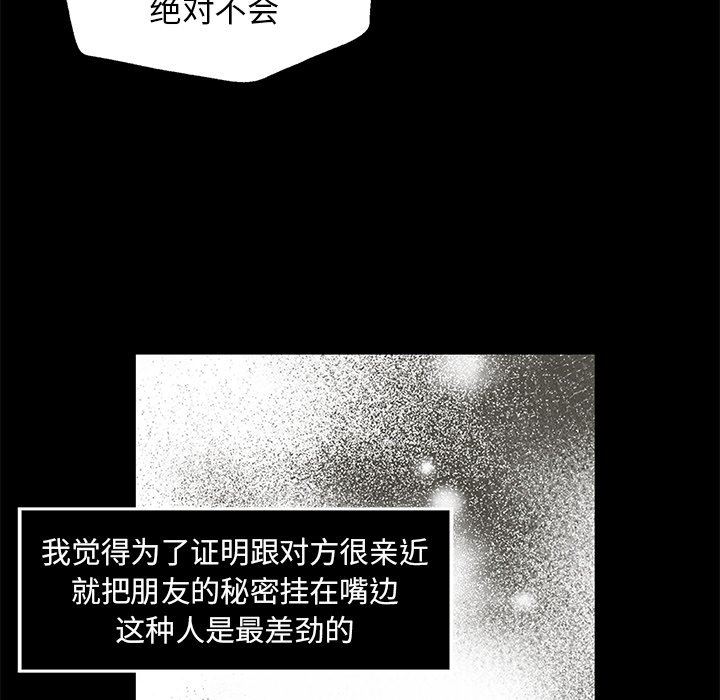 绝对不会
我觉得为了证明跟对方很亲近
就把朋友的秘密挂在嘴边
这种人是最差劲的